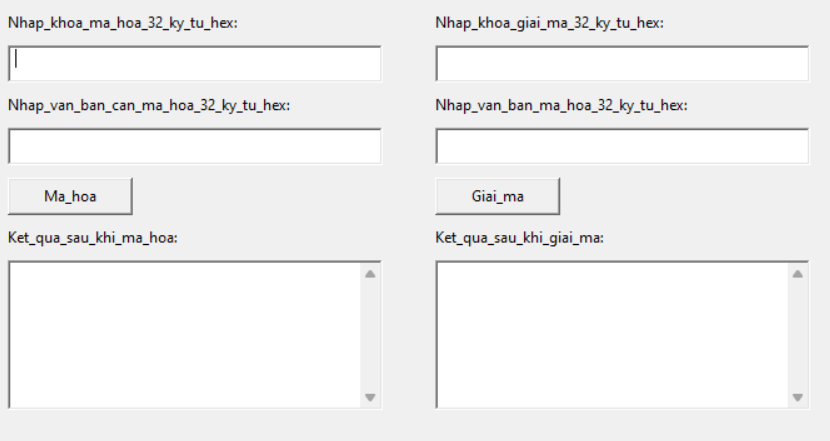 Nhap_khoa_ma_hoa_32_ky_tu_hex:
Nhap_van_ban_can_ma_hoa_32_ky_tu_hex:
Ma_hoa
Ket_qua_sau_khi_ma_hoa:
Nhap_khoa_giai_ma_32_ky_tu_hex:
Nhap_van_ban_ma_hoa_32_ky_tu_hex:
Giai_ma
Ket_qua_sau_khi_giai_ma: